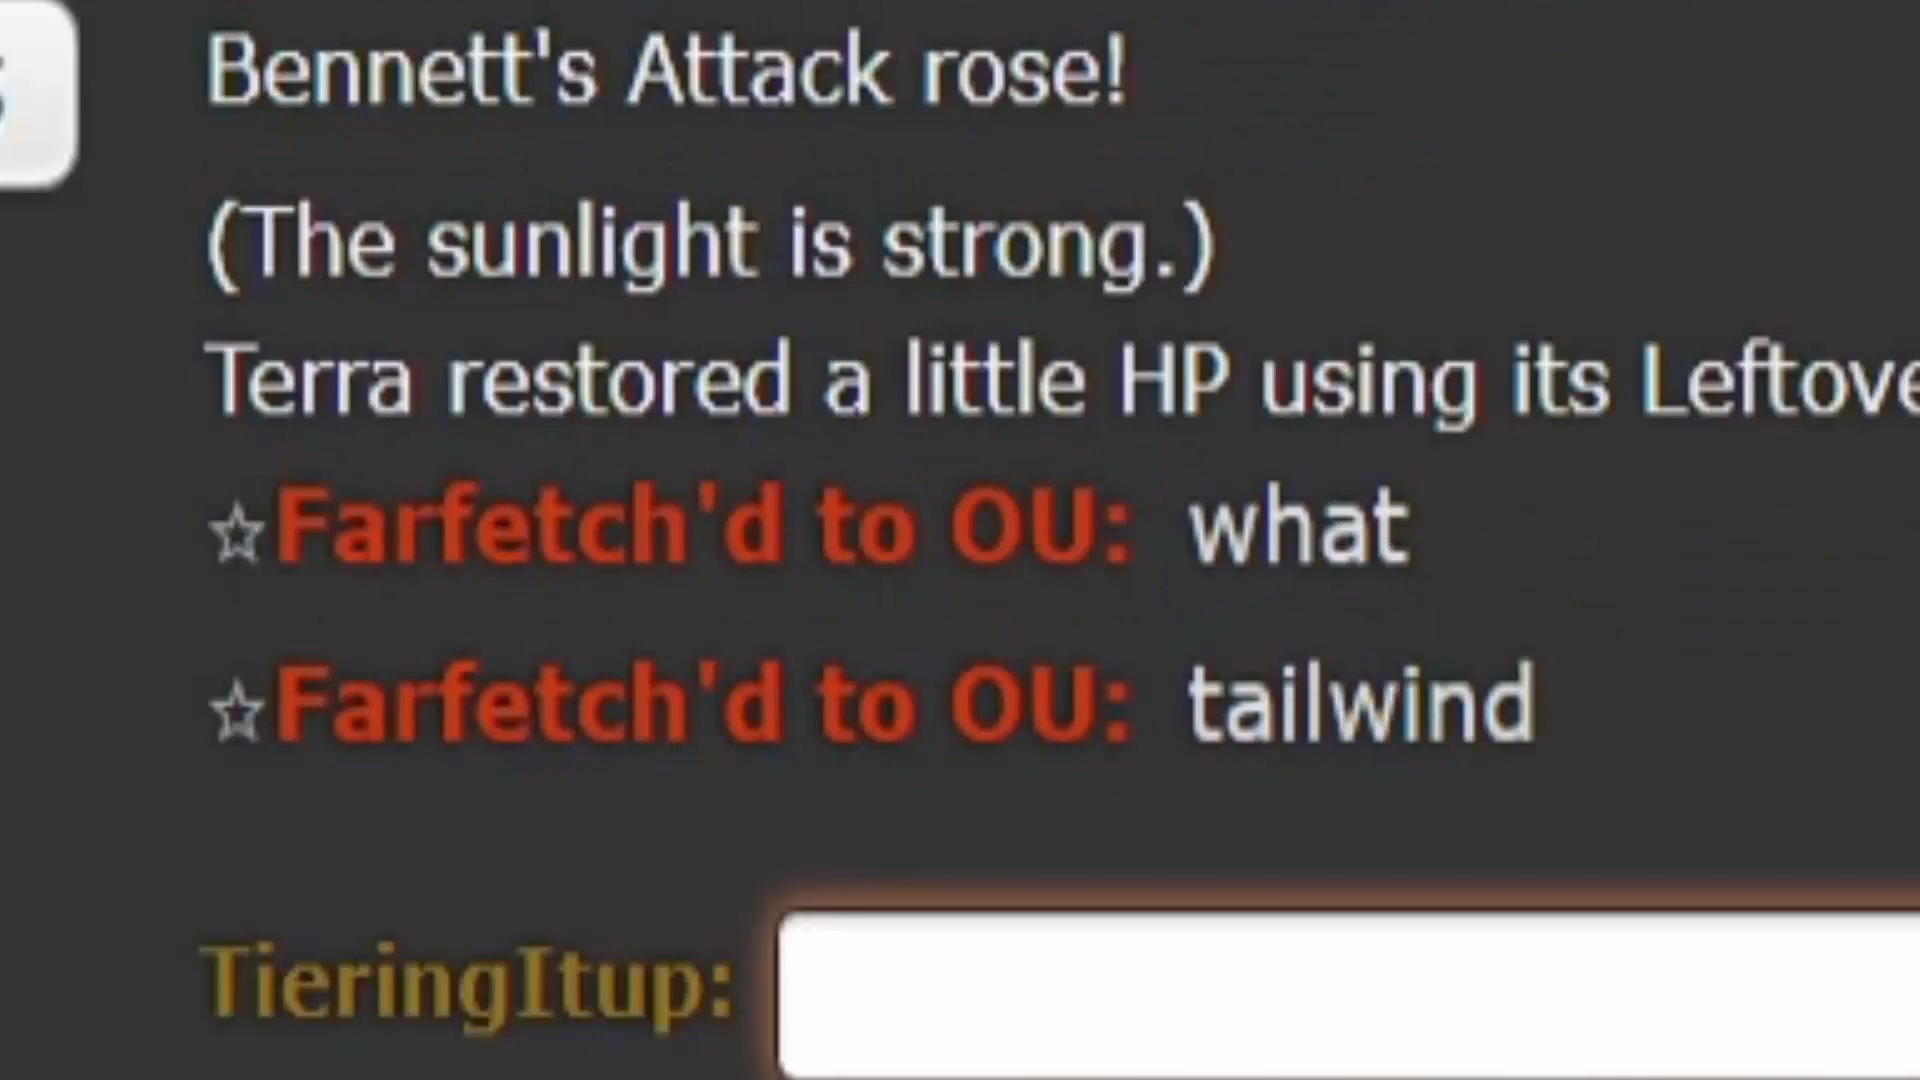 Bennett's Attack rose!
(The sunlight is strong.)
Terra restored a little HP using its Leftove
☆Farfetch'd to OU: what
☆Farfetch'd to OU: tailwind
TieringItup: